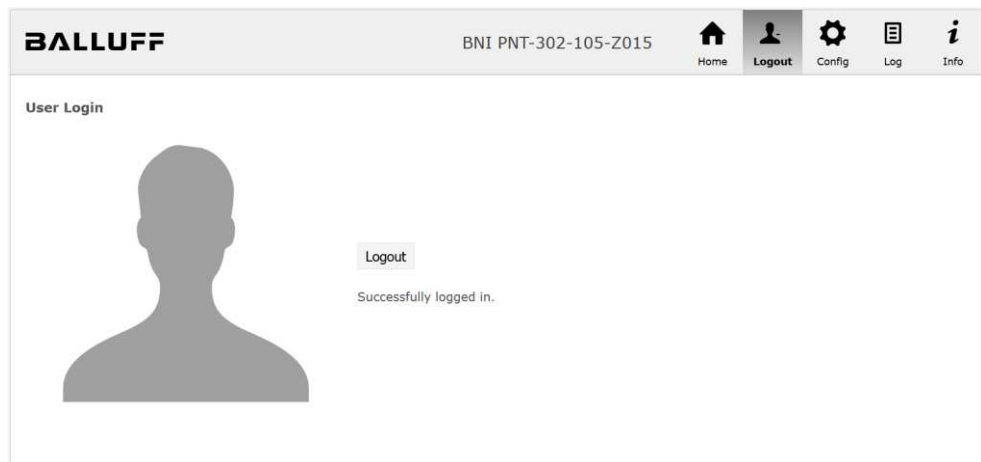 BALLUFF
BNI PNT-302-105-Z015
Home
Logout
Config
Log
i
Info
User Login
Logout
Successfully logged in.